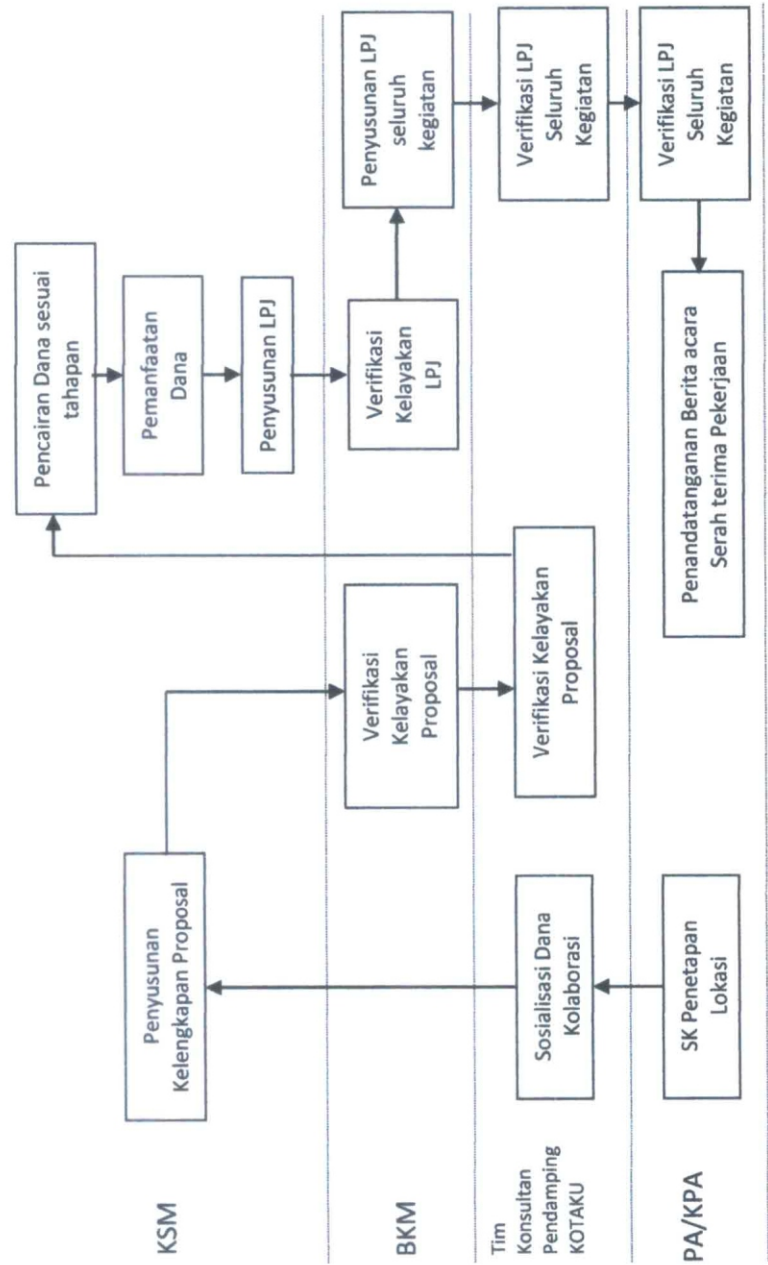 KSM
Penyusunan
Kelengkapan Proposal
Pencairan Dana sesuai
tahapan
Pemanfaatan
Dana
Penyusunan LPJ
BKM
Verifikasi
Kelayakan
Proposal
Verifikasi
Kelayakan
LPJ
Penyusunan LPJ
seluruh
kegiatan
Tim
Konsultan
Pendamping
KOTAKU
Sosialisasi Dana
Kolaborasi
Verifikasi Kelayakan
Proposal
Verifikasi LPJ
Seluruh
Kegiatan
PA/KPA
SK Penetapan
Lokasi
Penandatanganan Berita acara
Serah terima Pekerjaan
Verifikasi LPJ
Seluruh
Kegiatan